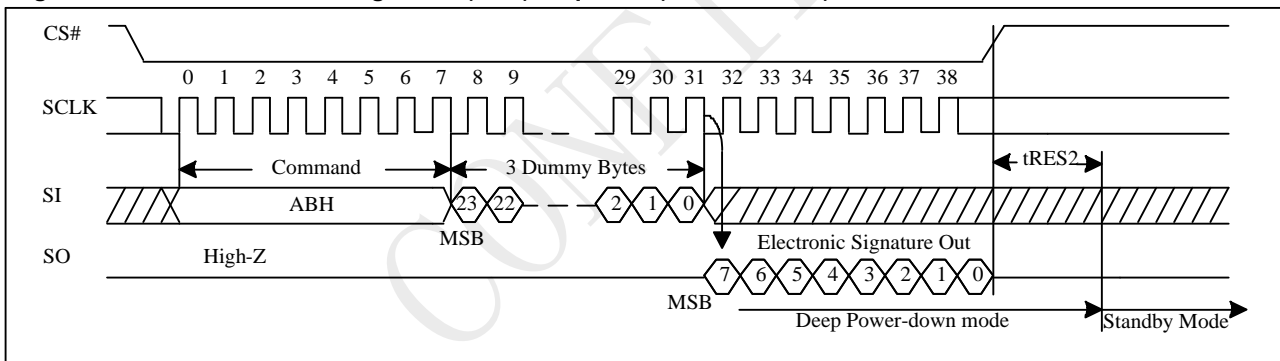 CS#
0 1 2 3 4 5 6 7 8 9 29 30 31 32 33 34 35 36 37 38
SCLK
Command 3 Dummy Bytes tRES2
SI ABH 23 22 2 1 0
MSB
SO High-Z Electronic Signature Out
7 6 5 4 3 2 1 0
MSB
Deep Power-down mode Standby Mode